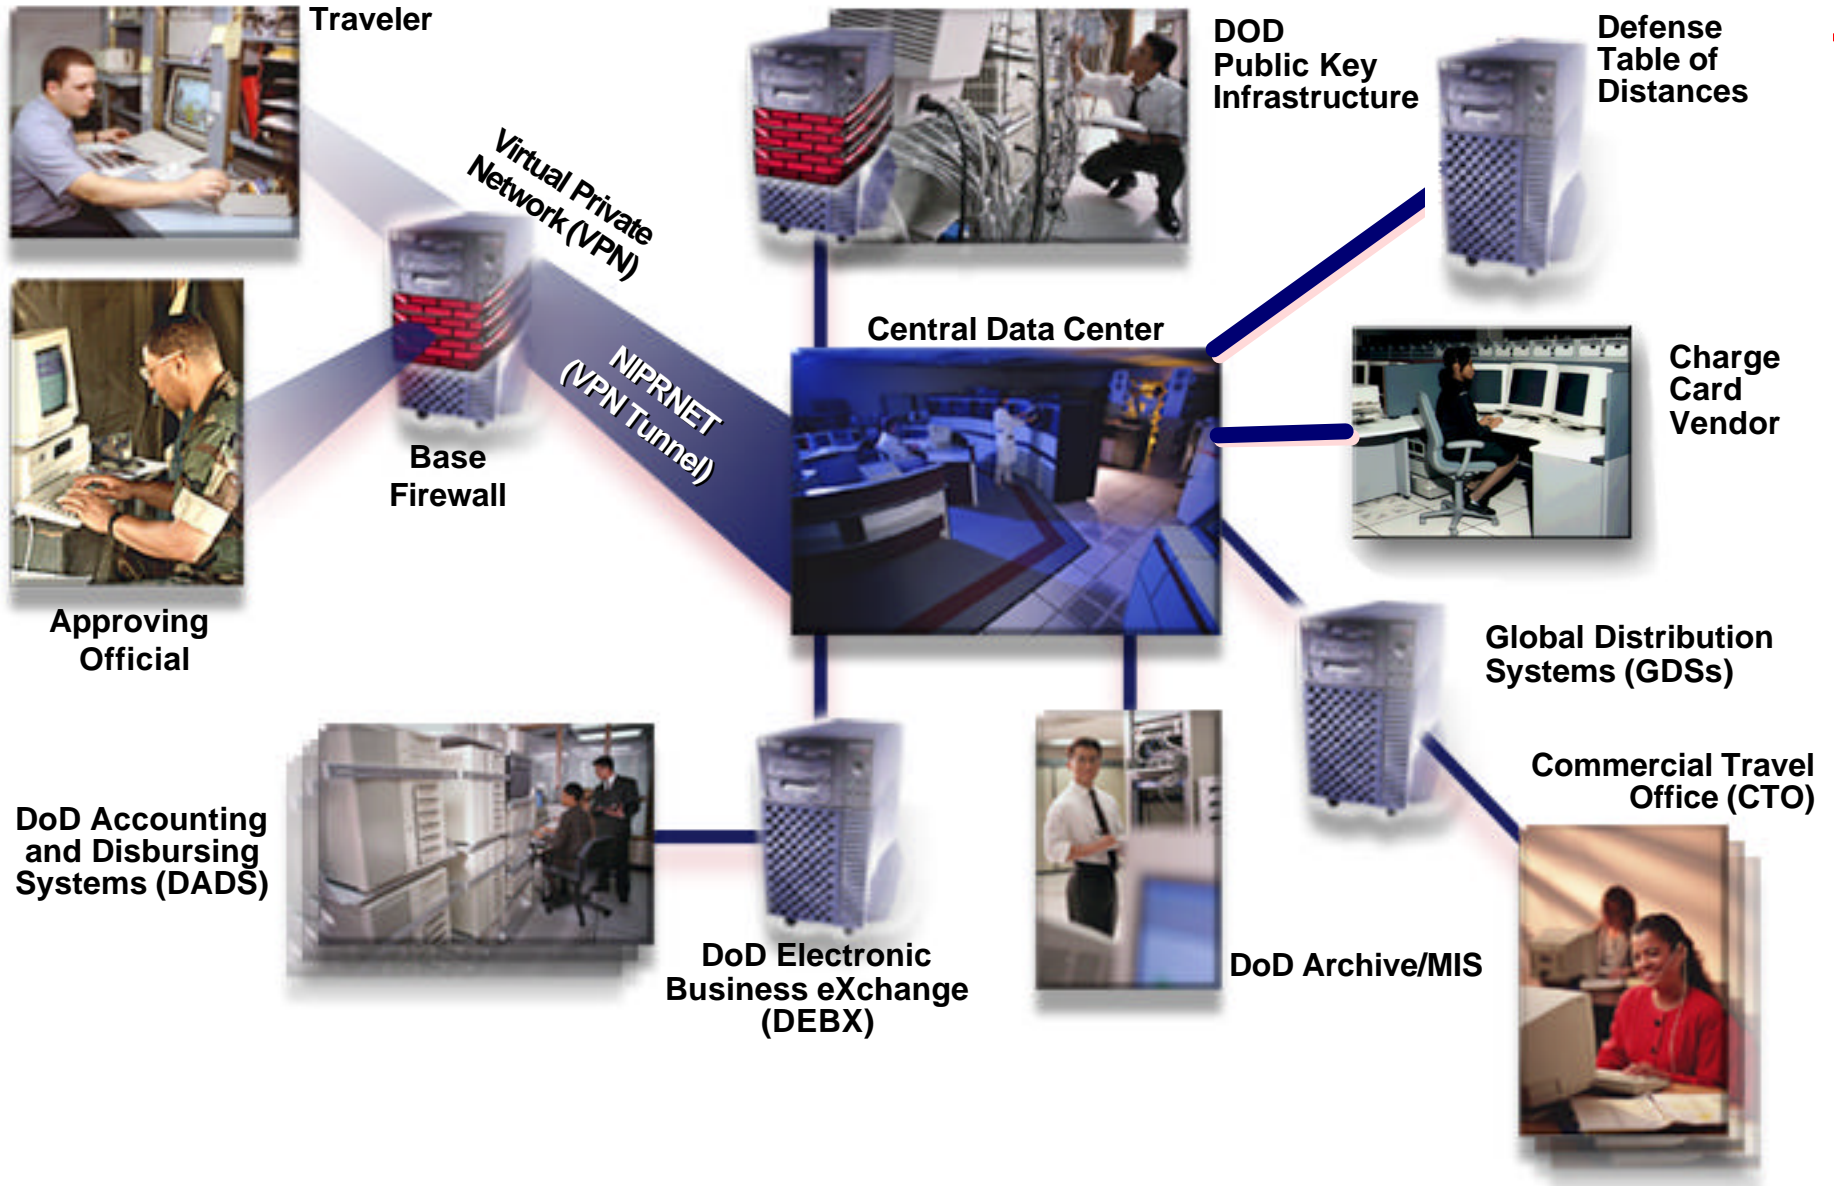 Traveler
DOD
Public Key
Infrastructure
Defense
Table of
Distances
Virtual Private
Network (VPN)
Central Data Center
NIPRNET
(VPN Tunnel)
Charge
Card
Vendor
Base
Firewall
Approving
Official
Global Distribution
Systems (GDSs)
Commercial Travel
Office (CTO)
DoD Accounting
and Disbursing
Systems (DADS)
DoD Electronic
Business eXchange
(DEBX)
DoD Archive/MIS